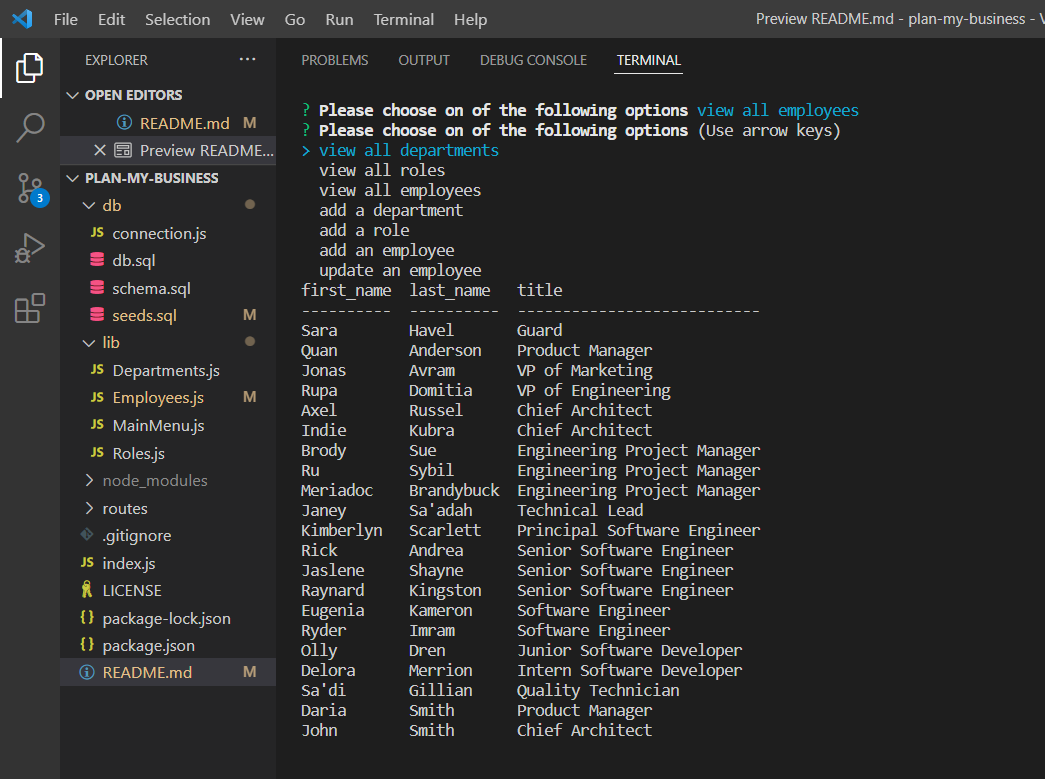 File Edit Selection View Go Run Terminal Help
Preview README.md - plan-my-business -
EXPLORER ...
OPEN EDITORS
README.md M
Preview README...
PLAN-MY-BUSINESS
3
db
JS connection.js
db.sql
schema.sql
seeds.sql M
lib
JS Departments.js
JS Employees.js M
JS MainMenu.js
JS Roles.js
node_modules
routes
.gitignore
JS index.js
LICENSE
{} package-lock.json
{} package.json
README.md M
PROBLEMS OUTPUT DEBUG CONSOLE TERMINAL
? Please choose on of the following options view all employees
? Please choose on of the following options (Use arrow keys)
> view all departments
view all roles
view all employees
add a department
add a role
add an employee
update an employee
first_name last_name title
---------- ---------- ---------------------------
Sara Havel Guard
Quan Anderson Product Manager
Jonas Avram VP of Marketing
Rupa Domitia VP of Engineering
Axel Russel Chief Architect
Indie Kubra Chief Architect
Brody Sue Engineering Project Manager
Ru Sybil Engineering Project Manager
Meriadoc Brandybuck Engineering Project Manager
Janey Sa'adah Technical Lead
Kimberlyn Scarlett Principal Software Engineer
Rick Andrea Senior Software Engineer
Jaslene Shayne Senior Software Engineer
Raynard Kingston Senior Software Engineer
Eugenia Kameron Software Engineer
Ryder Imram Software Engineer
Olly Dren Junior Software Developer
Delora Merrion Intern Software Developer
Sa'di Gillian Quality Technician
Daria Smith Product Manager
John Smith Chief Architect